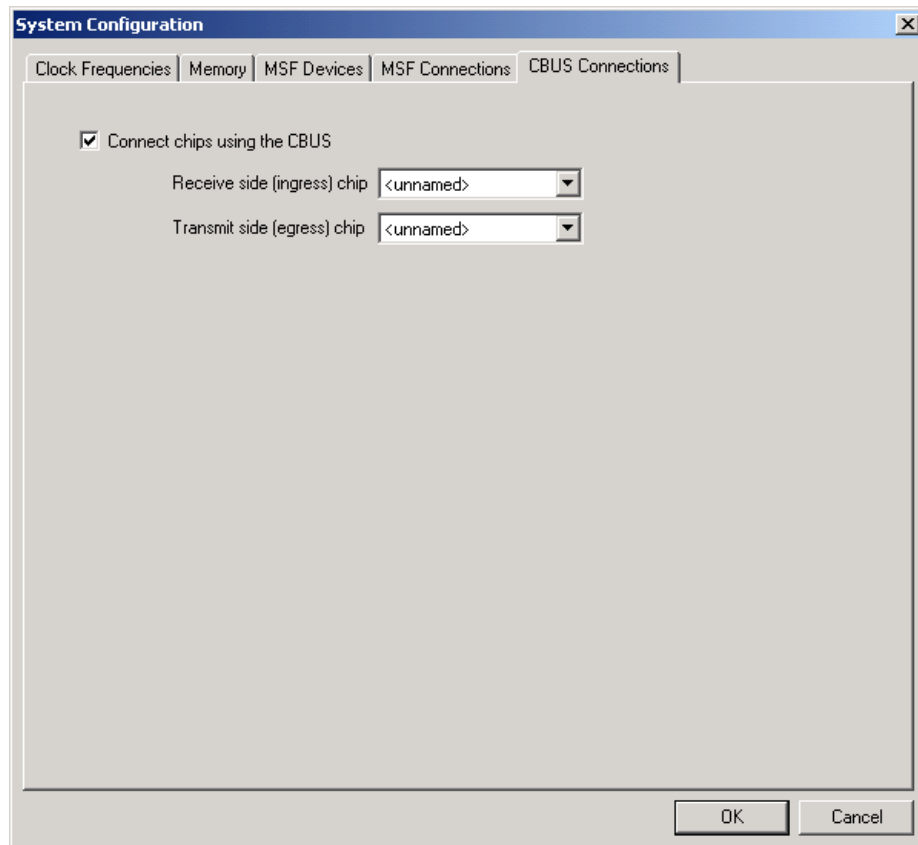 System Configuration
Clock Frequencies Memory MSF Devices MSF Connections CBUS Connections
Connect chips using the CBUS
Receive side (ingress) chip <unnamed>
Transmit side (egress) chip <unnamed>
OK Cancel